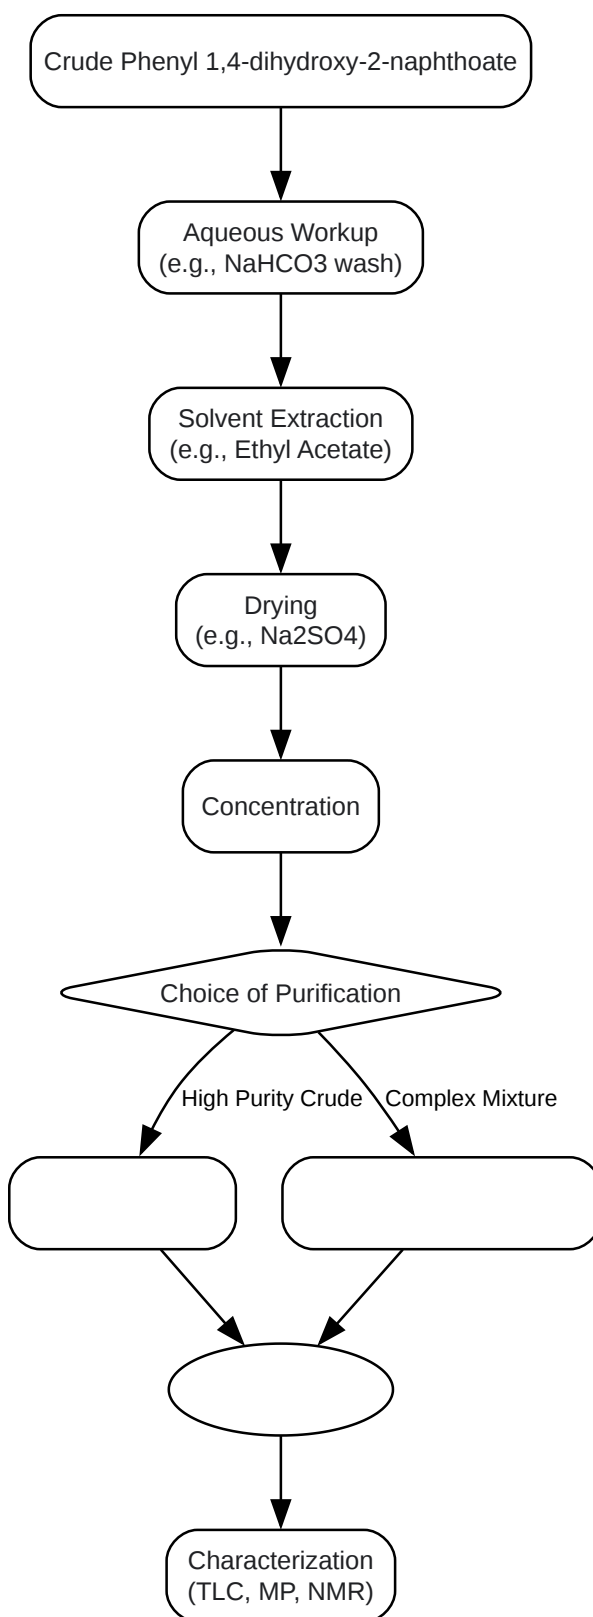 Crude Phenyl 1,4-dihydroxy-2-naphthoate
Aqueous Workup
(e.g., NaHCO3 wash)
Solvent Extraction
(e.g., Ethyl Acetate)
Drying
(e.g., Na2SO4)
Concentration
Choice of Purification
High Purity Crude
Complex Mixture
Characterization
(TLC, MP, NMR)